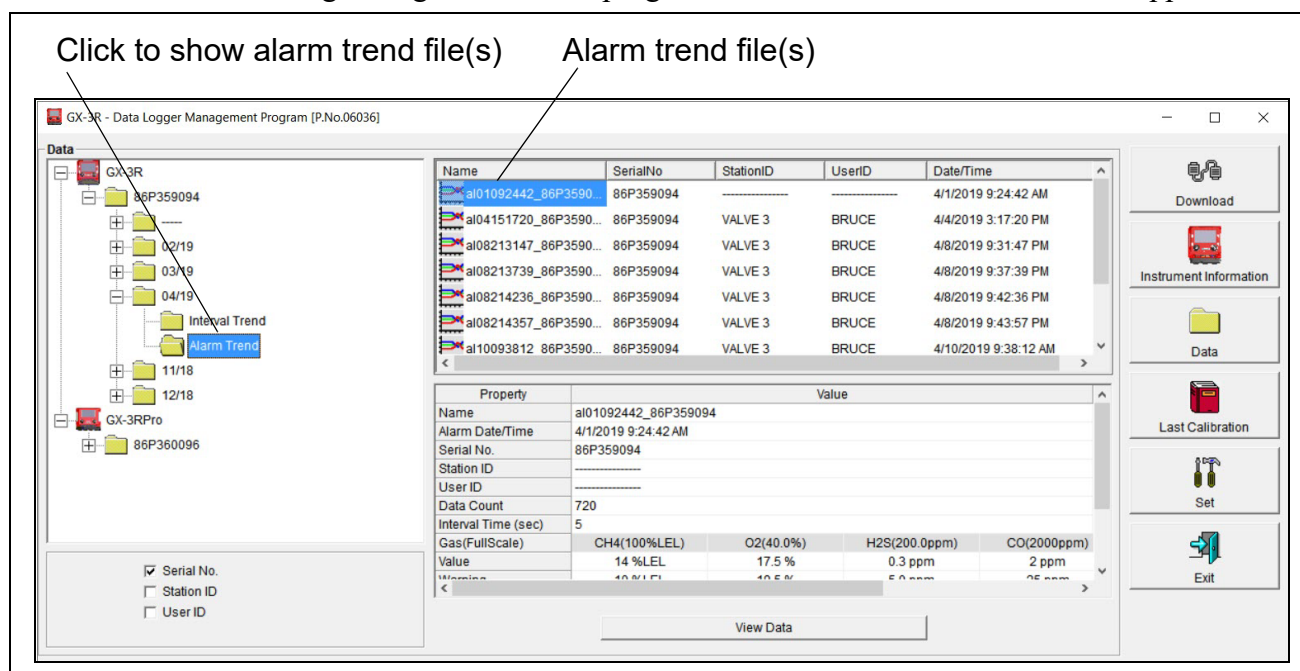 Click to show alarm trend file(s) Alarm trend file(s)
GX-3R - Data Logger Management Program [P.No.06036]
Data
GX-3R
86P359094
----
02/19
03/19
04/19
Interval Trend
Alarm Trend
11/18
12/18
GX-3RPro
86P360096
Serial No.
Station ID
User ID
Name SerialNo StationID UserID Date/Time
al01092442_86P3590... 86P359094 ---------------- ---------------- 4/1/2019 9:24:42 AM
al04151720_86P3590... 86P359094 VALVE 3 BRUCE 4/4/2019 3:17:20 PM
al08213147_86P3590... 86P359094 VALVE 3 BRUCE 4/8/2019 9:31:47 PM
al08213739_86P3590... 86P359094 VALVE 3 BRUCE 4/8/2019 9:37:39 PM
al08214236_86P3590... 86P359094 VALVE 3 BRUCE 4/8/2019 9:42:36 PM
al08214357_86P3590... 86P359094 VALVE 3 BRUCE 4/8/2019 9:43:57 PM
al10093812_86P3590... 86P359094 VALVE 3 BRUCE 4/10/2019 9:38:12 AM
Property Value
Name al01092442_86P359094
Alarm Date/Time 4/1/2019 9:24:42 AM
Serial No. 86P359094
Station ID ----------------
User ID ----------------
Data Count 720
Interval Time (sec) 5
Gas(FullScale) CH4(100%LEL) O2(40.0%) H2S(200.0ppm) CO(2000ppm)
Value 14 %LEL 17.5 % 0.3 ppm 2 ppm
View Data
Download
Instrument Information
Data
Last Calibration
Set
Exit